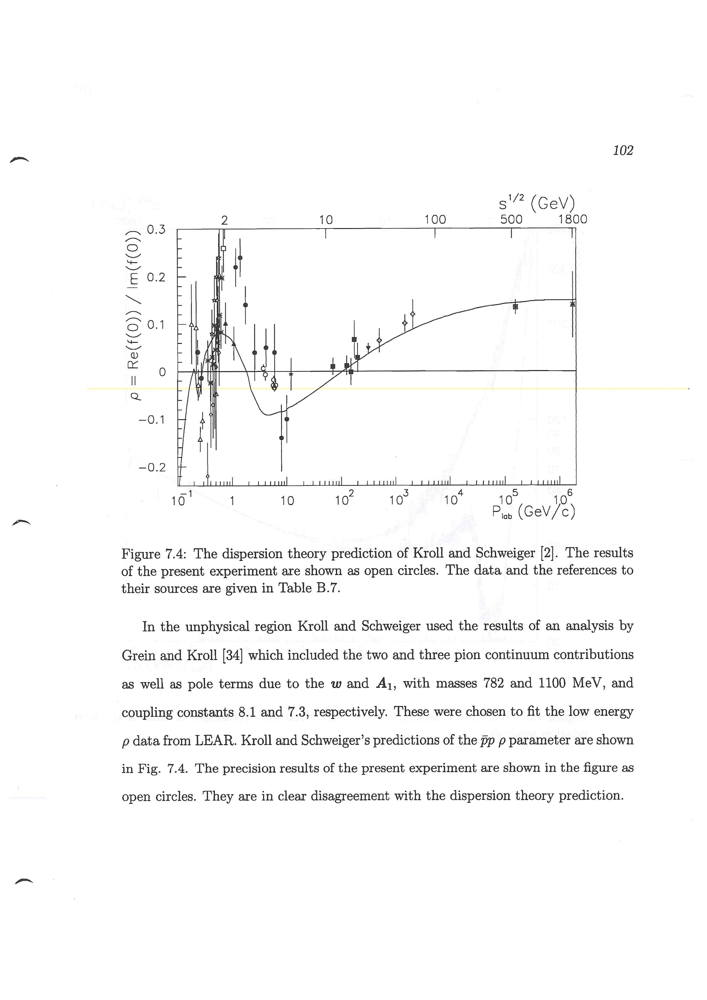 102
s^1/2 (GeV)
2 10 100 500 1800
ρ = Re(f(0)) / Im(f(0))
0.3
0.2
0.1
0
−0.1
−0.2
10^−1 1 10 10^2 10^3 10^4 10^5 10^6
P_lab (GeV/c)
Figure 7.4: The dispersion theory prediction of Kroll and Schweiger [2]. The results
of the present experiment are shown as open circles. The data and the references to
their sources are given in Table B.7.
In the unphysical region Kroll and Schweiger used the results of an analysis by
Grein and Kroll [34] which included the two and three pion continuum contributions
as well as pole terms due to the w and A₁, with masses 782 and 1100 MeV, and
coupling constants 8.1 and 7.3, respectively. These were chosen to fit the low energy
ρ data from LEAR. Kroll and Schweiger's predictions of the p̄p ρ parameter are shown
in Fig. 7.4. The precision results of the present experiment are shown in the figure as
open circles. They are in clear disagreement with the dispersion theory prediction.